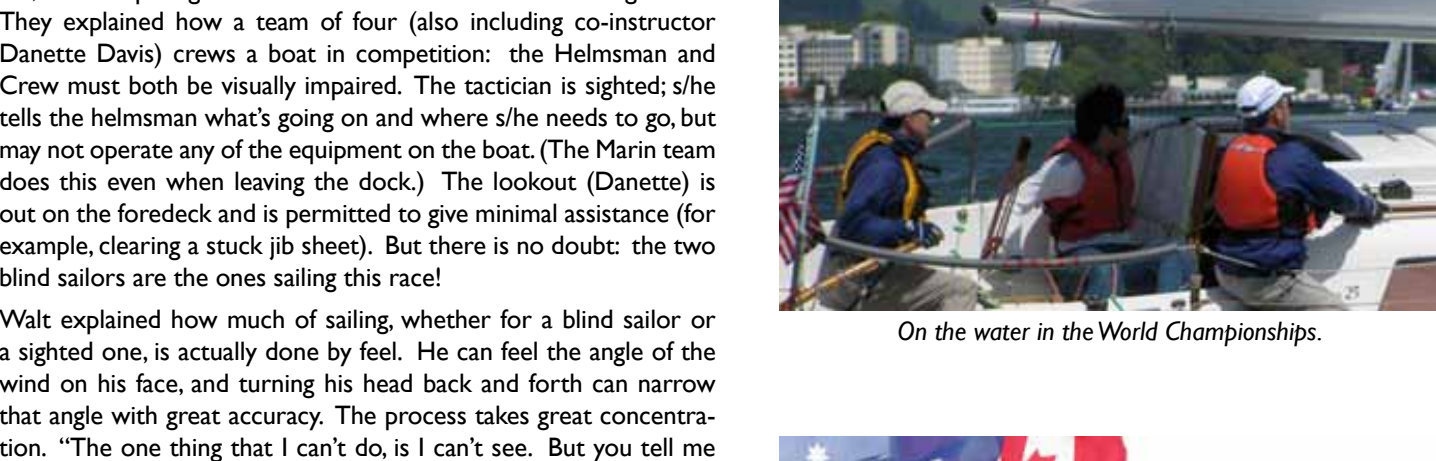 They explained how a team of four (also including co-instructor
Danette Davis) crews a boat in competition: the Helmsman and
Crew must both be visually impaired. The tactician is sighted; s/he
tells the helmsman what's going on and where s/he needs to go, but
may not operate any of the equipment on the boat. (The Marin team
does this even when leaving the dock.) The lookout (Danette) is
out on the foredeck and is permitted to give minimal assistance (for
example, clearing a stuck jib sheet). But there is no doubt: the two
blind sailors are the ones sailing this race!
Walt explained how much of sailing, whether for a blind sailor or
a sighted one, is actually done by feel. He can feel the angle of the
wind on his face, and turning his head back and forth can narrow
that angle with great accuracy. The process takes great concentra-
tion. “The one thing that I can't do, is I can't see. But you tell me
25
On the water in the World Championships.